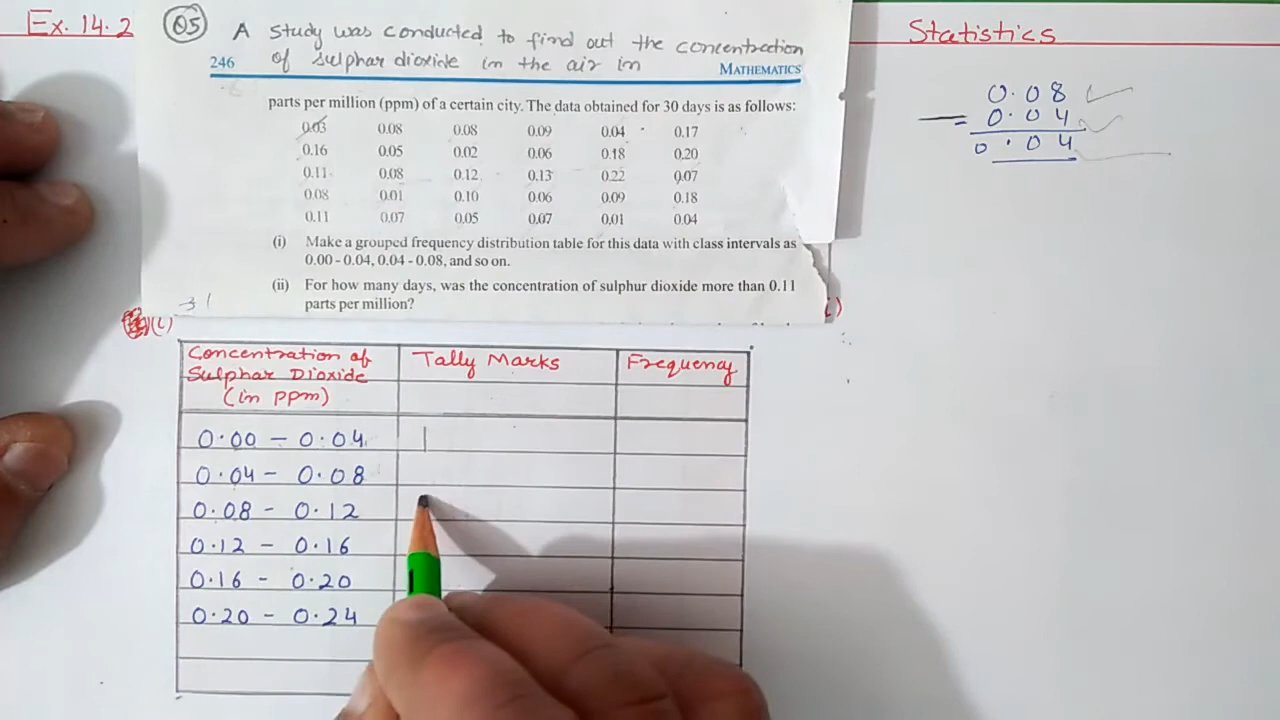 Ex. 14.2
Q5 A study was conducted to find out the concentration
246 of sulphar dioxide in the air in MATHEMATICS
Statistics
parts per million (ppm) of a certain city. The data obtained for 30 days is as follows:
0.03 0.08 0.08 0.09 0.04 0.17
0.16 0.05 0.02 0.06 0.18 0.20
0.11 0.08 0.12 0.13 0.22 0.07
0.08 0.01 0.10 0.06 0.09 0.18
0.11 0.07 0.05 0.07 0.01 0.04
(i) Make a grouped frequency distribution table for this data with class intervals as
0.00 - 0.04, 0.04 - 0.08, and so on.
(ii) For how many days, was the concentration of sulphur dioxide more than 0.11
parts per million?
0.08
- 0.04
0.04
(i)
Concentration of
Sulphar Dioxide
(in ppm)
Tally Marks
Frequency
0.00 - 0.04 |
0.04 - 0.08
0.08 - 0.12
0.12 - 0.16
0.16 - 0.20
0.20 - 0.24